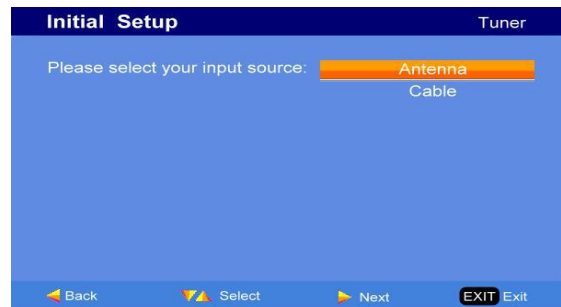 Initial Setup Tuner
Please select your input source: Antenna
Cable
Back Select Next EXIT Exit